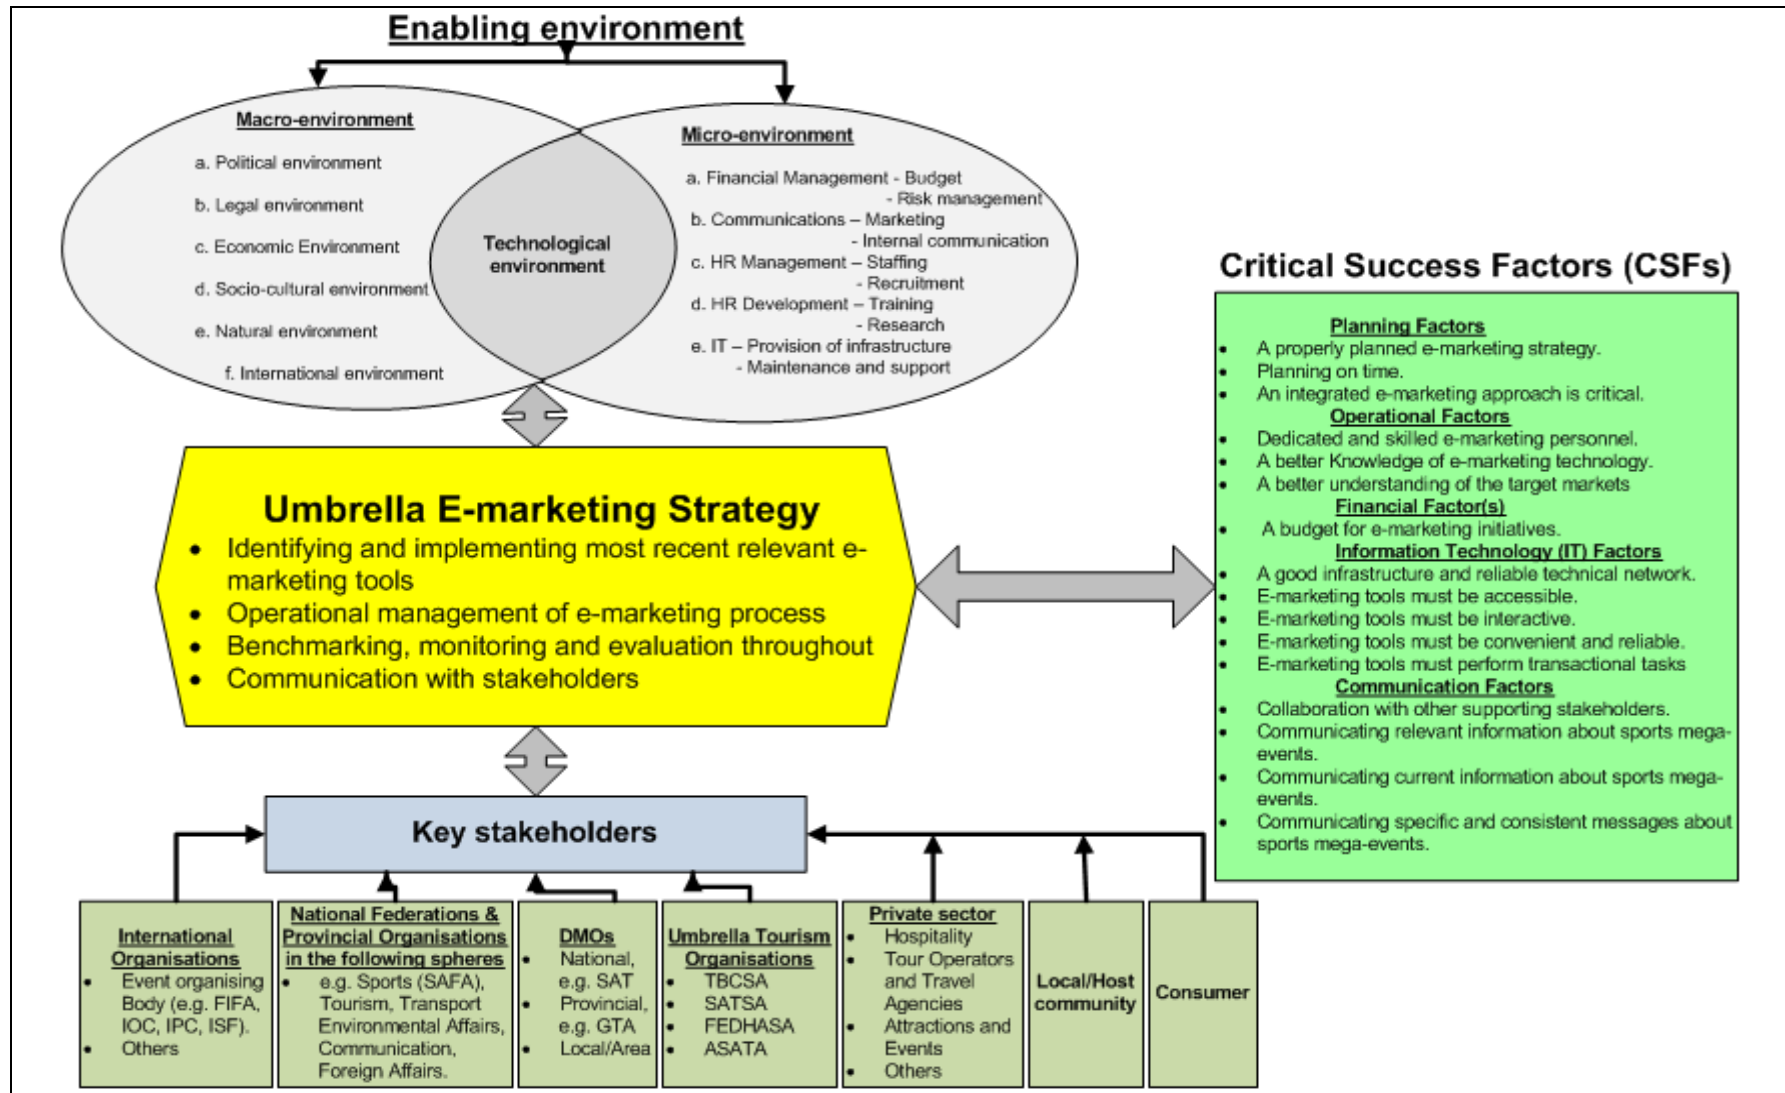 Enabling environment
Macro-environment
a. Political environment
b. Legal environment
c. Economic Environment
d. Socio-cultural environment
e. Natural environment
f. International environment
Technological
environment
Micro-environment
a. Financial Management - Budget
- Risk management
b. Communications – Marketing
- Internal communication
c. HR Management – Staffing
- Recruitment
d. HR Development – Training
- Research
e. IT – Provision of infrastructure
- Maintenance and support
Umbrella E-marketing Strategy
• Identifying and implementing most recent relevant e-
marketing tools
• Operational management of e-marketing process
• Benchmarking, monitoring and evaluation throughout
• Communication with stakeholders
Critical Success Factors (CSFs)
Planning Factors
• A properly planned e-marketing strategy.
• Planning on time.
• An integrated e-marketing approach is critical.
Operational Factors
• Dedicated and skilled e-marketing personnel.
• A better Knowledge of e-marketing technology.
• A better understanding of the target markets
Financial Factor(s)
• A budget for e-marketing initiatives.
Information Technology (IT) Factors
• A good infrastructure and reliable technical network.
• E-marketing tools must be accessible.
• E-marketing tools must be interactive.
• E-marketing tools must be convenient and reliable.
• E-marketing tools must perform transactional tasks
Communication Factors
• Collaboration with other supporting stakeholders.
• Communicating relevant information about sports mega-
events.
• Communicating current information about sports mega-
events.
• Communicating specific and consistent messages about
sports mega-events.
Key stakeholders
International
Organisations
• Event organising
Body (e.g. FIFA,
IOC, IPC, ISF).
• Others
National Federations &
Provincial Organisations
in the following spheres
• e.g. Sports (SAFA),
Tourism, Transport
Environmental Affairs,
Communication,
Foreign Affairs.
DMOs
• National,
e.g. SAT
• Provincial,
e.g. GTA
• Local/Area
Umbrella Tourism
Organisations
• TBCSA
• SATSA
• FEDHASA
• ASATA
Private sector
• Hospitality
• Tour Operators
and Travel
Agencies
• Attractions and
Events
• Others
Local/Host
community
Consumer